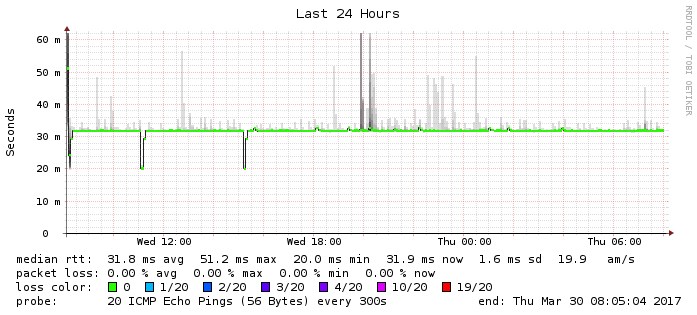 Last 24 Hours
RRDTOOL / TOBI OETIKER
Seconds
60 m
50 m
40 m
30 m
20 m
10 m
0
Wed 12:00 Wed 18:00 Thu 00:00 Thu 06:00
median rtt: 31.8 ms avg 51.2 ms max 20.0 ms min 31.9 ms now 1.6 ms sd 19.9 am/s
packet loss: 0.00 % avg 0.00 % max 0.00 % min 0.00 % now
loss color: 0 1/20 2/20 3/20 4/20 10/20 19/20
probe: 20 ICMP Echo Pings (56 Bytes) every 300s end: Thu Mar 30 08:05:04 2017